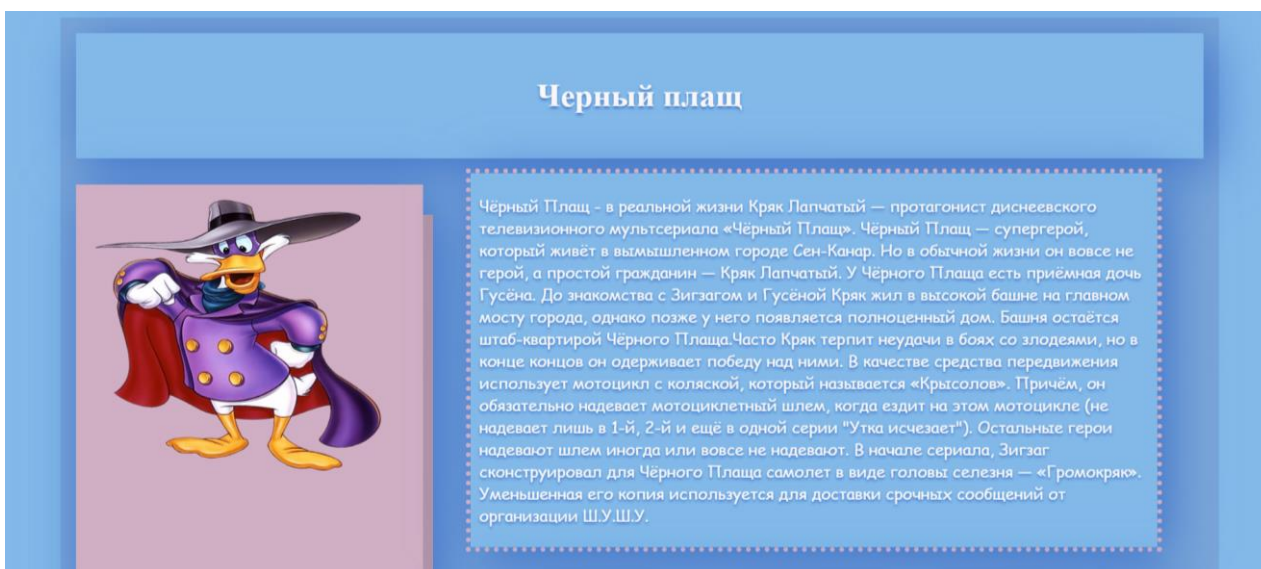 Черный плащ
Чёрный Плащ - в реальной жизни Кряк Лапчатый — протагонист диснеевского
телевизионного мультсериала «Чёрный Плащ». Чёрный Плащ — супергерой,
который живёт в вымышленном городе Сен-Канар. Но в обычной жизни он вовсе не
герой, а простой гражданин — Кряк Лапчатый. У Чёрного Плаща есть приёмная дочь
Гусёна. До знакомства с Зигзагом и Гусёной Кряк жил в высокой башне на главном
мосту города, однако позже у него появляется полноценный дом. Башня остаётся
штаб-квартирой Чёрного Плаща.Часто Кряк терпит неудачи в боях со злодеями, но в
конце концов он одерживает победу над ними. В качестве средства передвижения
использует мотоцикл с коляской, который называется «Крысолов». Причём, он
обязательно надевает мотоциклетный шлем, когда ездит на этом мотоцикле (не
надевает лишь в 1-й, 2-й и ещё в одной серии "Утка исчезает"). Остальные герои
надевают шлем иногда или вовсе не надевают. В начале сериала, Зигзаг
сконструировал для Чёрного Плаща самолет в виде головы селезня — «Громокряк».
Уменьшенная его копия используется для доставки срочных сообщений от
организации Ш.У.Ш.У.